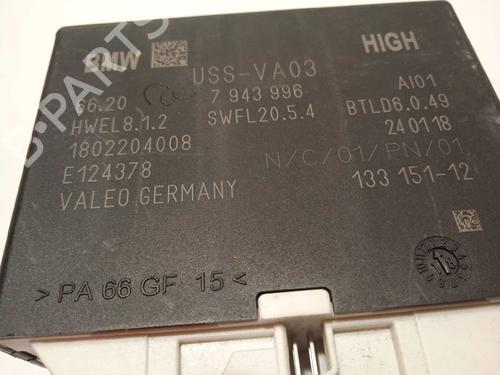 BMW HIGH
USS-VA03
66.20 7 943 996 AI01
HWEL8.1.2 SWFL20.5.4 BTLD6.0.49
1802204008 240118
E124378 N/C/01/PN/01
VALEO GERMANY 133 151-12
> PA 66 GF 15 <
B-PARTS